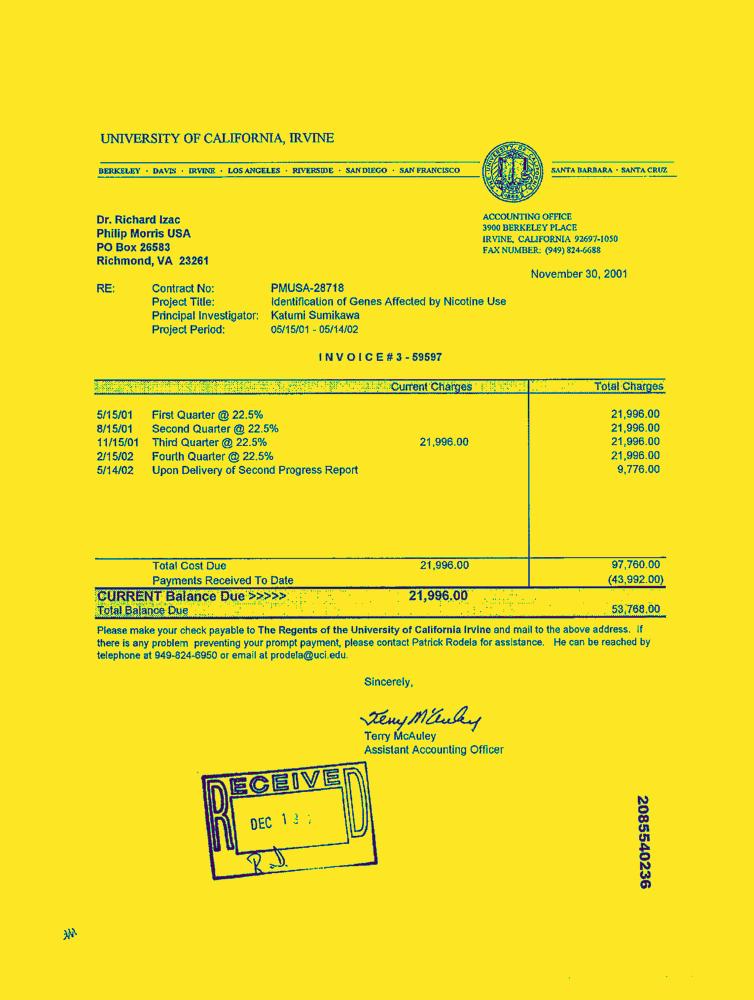 UNIVERSITY OF CALIFORNIA, IRVINE
BERKELEY · DAVIS · IRVINE · LOS ANGELES · RIVERSIDE · SAN DIEGO · SAN FRANCISCO SANTA BARBARA · SANTA CRUZ
Dr. Richard Izac
Philip Morris USA
PO Box 26583
Richmond, VA 23261
ACCOUNTING OFFICE
3900 BERKELEY PLACE
IRVINE, CALIFORNIA 92697-1050
FAX NUMBER: (949) 824-6688
November 30, 2001
RE: Contract No: PMUSA-28718
Project Title: Identification of Genes Affected by Nicotine Use
Principal Investigator: Katumi Sumikawa
Project Period: 05/15/01 - 05/14/02
INVOICE # 3 - 59597
Current Charges Total Charges
5/15/01 First Quarter @ 22.5% 21,996.00
8/15/01 Second Quarter @ 22.5% 21,996.00
11/15/01 Third Quarter @ 22.5% 21,996.00 21,996.00
2/15/02 Fourth Quarter @ 22.5% 21,996.00
5/14/02 Upon Delivery of Second Progress Report 9,776.00
Total Cost Due 21,996.00 97,760.00
Payments Received To Date (43,992.00)
CURRENT Balance Due >>>>> 21,996.00
Total Balance Due 53,768.00
Please make your check payable to The Regents of the University of California Irvine and mail to the above address. If
there is any problem preventing your prompt payment, please contact Patrick Rodela for assistance. He can be reached by
telephone at 949-824-6950 or email at prodela@uci.edu.
Sincerely,
Terry McAuley
Terry McAuley
Assistant Accounting Officer
RECEIVED
DEC
2085540236